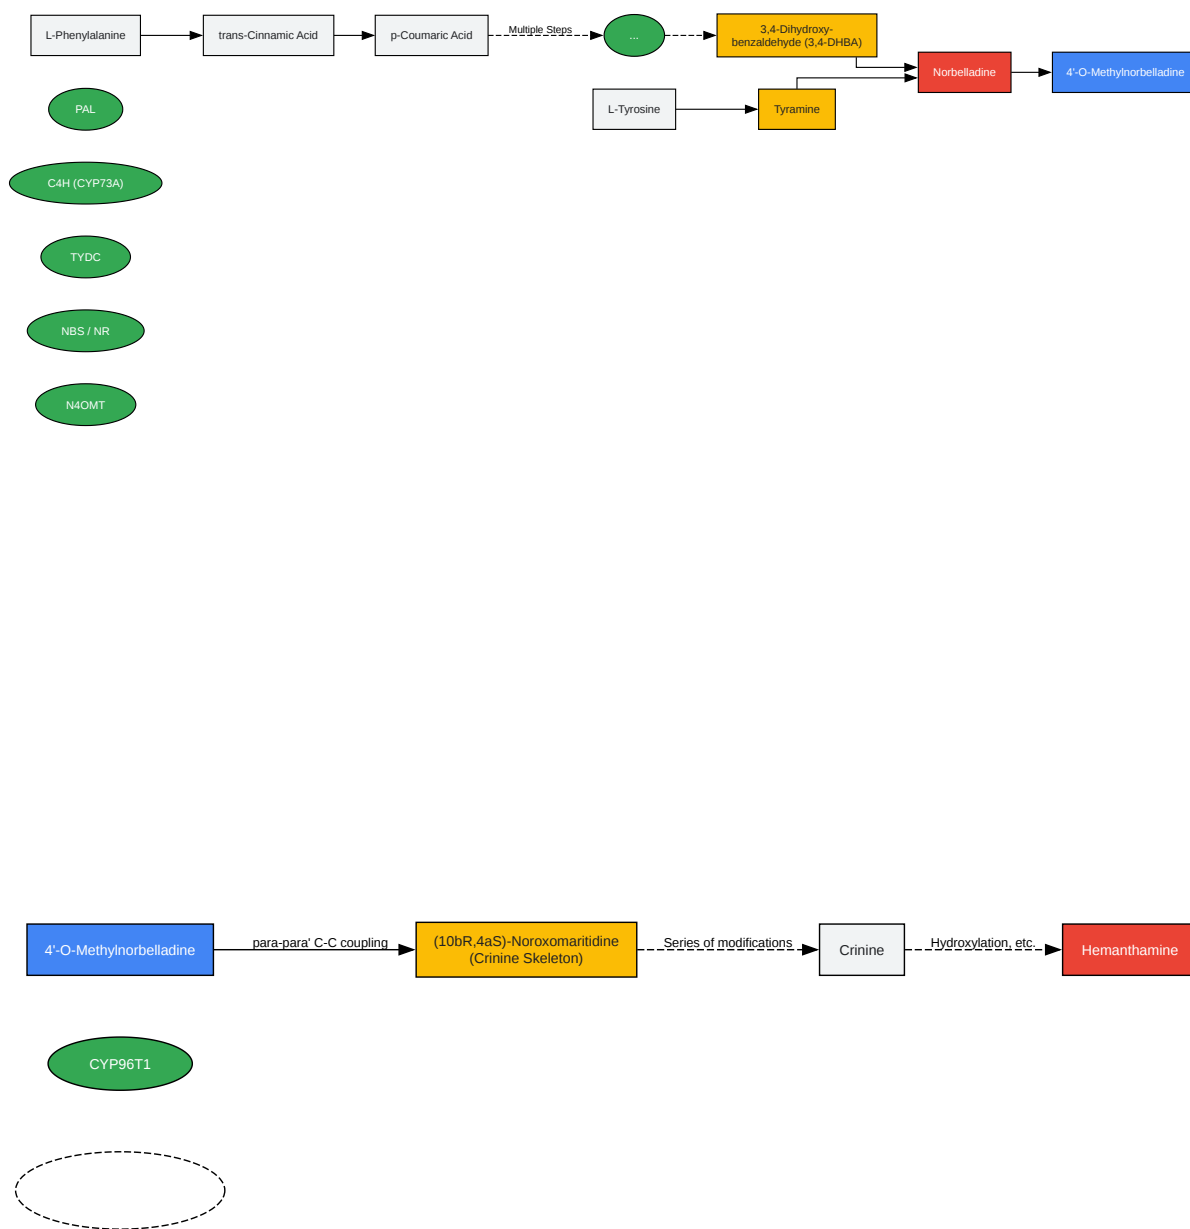 L-Phenylalanine
trans-Cinnamic Acid
p-Coumaric Acid
Multiple Steps
...
3,4-Dihydroxy-
benzaldehyde (3,4-DHBA)
Norbelladine
4'-O-Methylnorbelladine
PAL
L-Tyrosine
Tyramine
C4H (CYP73A)
TYDC
NBS / NR
N4OMT
4'-O-Methylnorbelladine
para-para' C-C coupling
(10bR,4aS)-Noroxomaritidine
(Crinine Skeleton)
Series of modifications
Crinine
Hydroxylation, etc.
Hemanthamine
CYP96T1